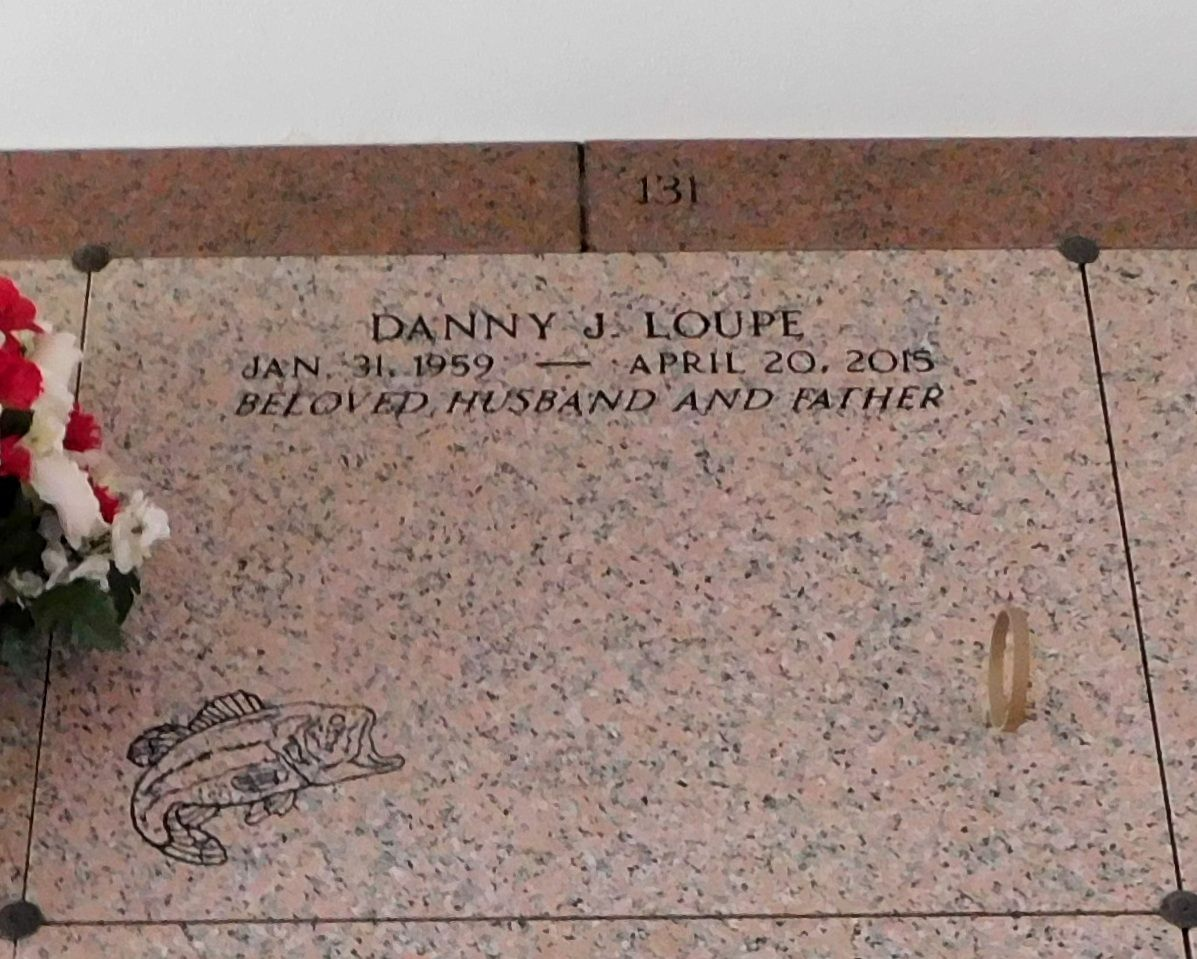 131
DANNY J. LOUPE
JAN. 31, 1959 — APRIL 20, 2015
BELOVED HUSBAND AND FATHER